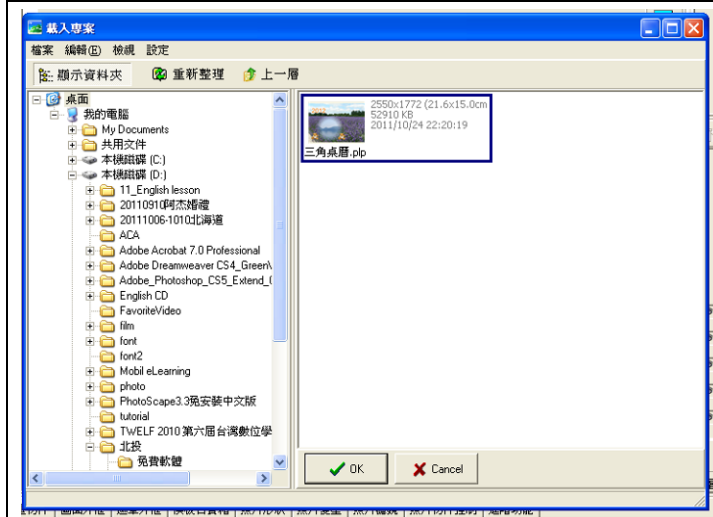 載入專案
檔案 編輯(E) 檢視 設定
顯示資料夾 重新整理 上一層
桌面
我的電腦
My Documents
共用文件
本機磁碟 (C:)
本機磁碟 (D:)
11_English lesson
20110910阿杰婚禮
20111006-1010北海道
ACA
Adobe Acrobat 7.0 Professional
Adobe Dreamweaver CS4_Green\
Adobe_Photoshop_CS5_Extend_(
English CD
FavoriteVideo
film
font
font2
Mobil eLearning
photo
PhotoScape3.3免安裝中文版
tutorial
TWELF 2010 第六屆台灣數位學
北投
免費軟體
2550x1772 (21.6x15.0cm
52910 KB
2011/10/24 22:20:19
三角桌曆.plp
OK Cancel